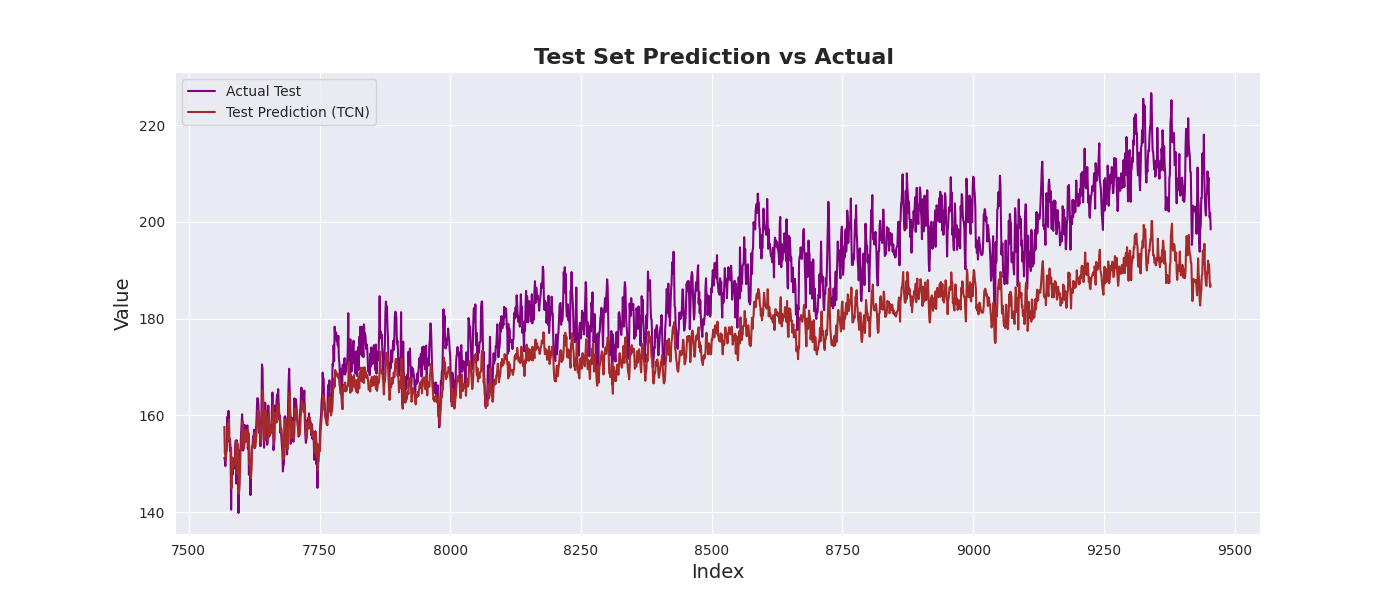 Test Set Prediction vs Actual
Actual Test
Test Prediction (TCN)
Value
220
200
180
160
140
7500 7750 8000 8250 8500 8750 9000 9250 9500
Index